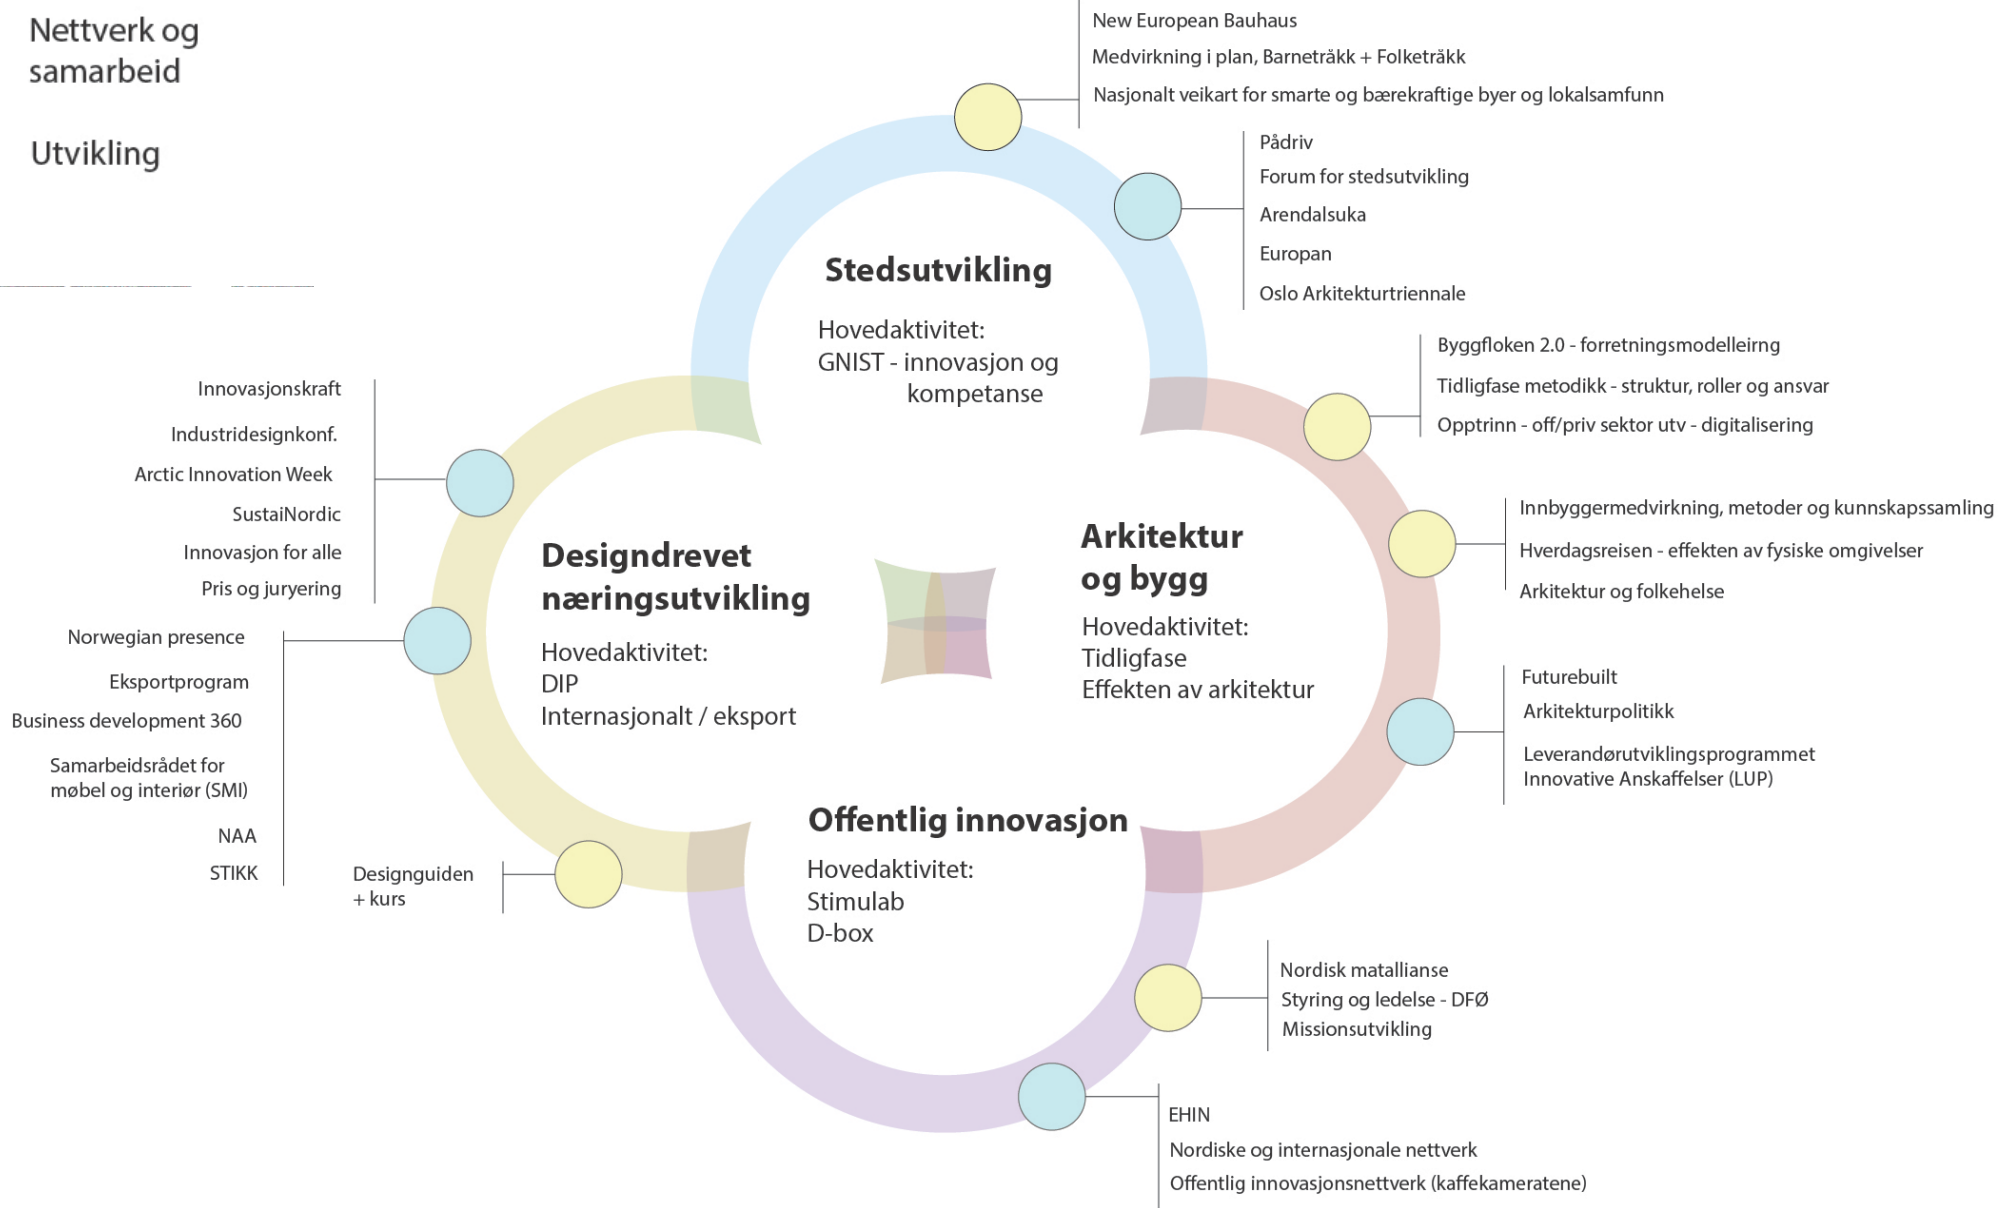 Nettverk og
samarbeid
Utvikling
New European Bauhaus
Medvirkning i plan, Barnetråkk + Folketråkk
Nasjonalt veikart for smarte og bærekraftige byer og lokalsamfunn
Pådriv
Forum for stedsutvikling
Arendalsuka
Europan
Oslo Arkitekturtriennale
Stedsutvikling
Hovedaktivitet:
GNIST - innovasjon og
kompetanse
Byggfloken 2.0 - forretningsmodelleirng
Tidligfase metodikk - struktur, roller og ansvar
Opptrinn - off/priv sektor utv - digitalisering
Innbyggermedvirkning, metoder og kunnskapssamling
Hverdagsreisen - effekten av fysiske omgivelser
Arkitektur og folkehelse
Arkitektur
og bygg
Hovedaktivitet:
Tidligfase
Effekten av arkitektur
Futurebuilt
Arkitekturpolitikk
Leverandørutviklingsprogrammet
Innovative Anskaffelser (LUP)
Innovasjonskraft
Industridesignkonf.
Arctic Innovation Week
SustaiNordic
Innovasjon for alle
Pris og juryering
Designdrevet
næringsutvikling
Hovedaktivitet:
DIP
Internasjonalt / eksport
Norwegian presence
Eksportprogram
Business development 360
Samarbeidsrådet for
møbel og interiør (SMI)
NAA
STIKK
Designguiden
+ kurs
Offentlig innovasjon
Hovedaktivitet:
Stimulab
D-box
Nordisk matallianse
Styring og ledelse - DFØ
Missionsutvikling
EHIN
Nordiske og internasjonale nettverk
Offentlig innovasjonsnettverk (kaffekameratene)